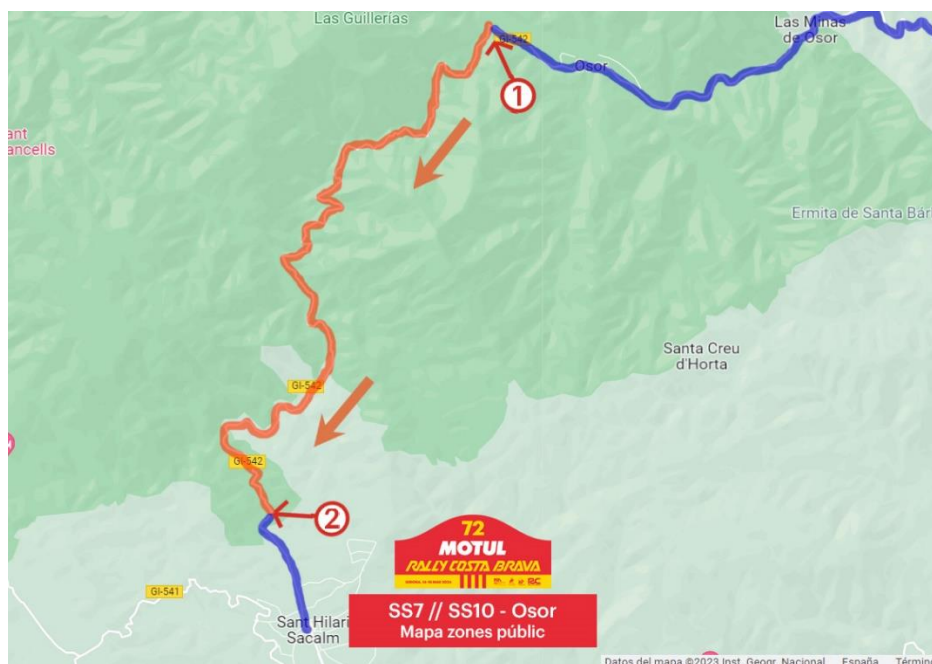 Las Guillerías
GI-542
Las Minas
de Osor
Osor
1
ant
ancells
Ermita de Santa Bár
Santa Creu
d'Horta
GI-542
GI-542
2
72
MOTUL
RALLY COSTA BRAVA
RBC
GI-541
SS7 // SS10 - Osor
Mapa zones públic
Sant Hilari
Sacalm
Datos del mapa ©2023 Inst. Geogr. Nacional España Términ